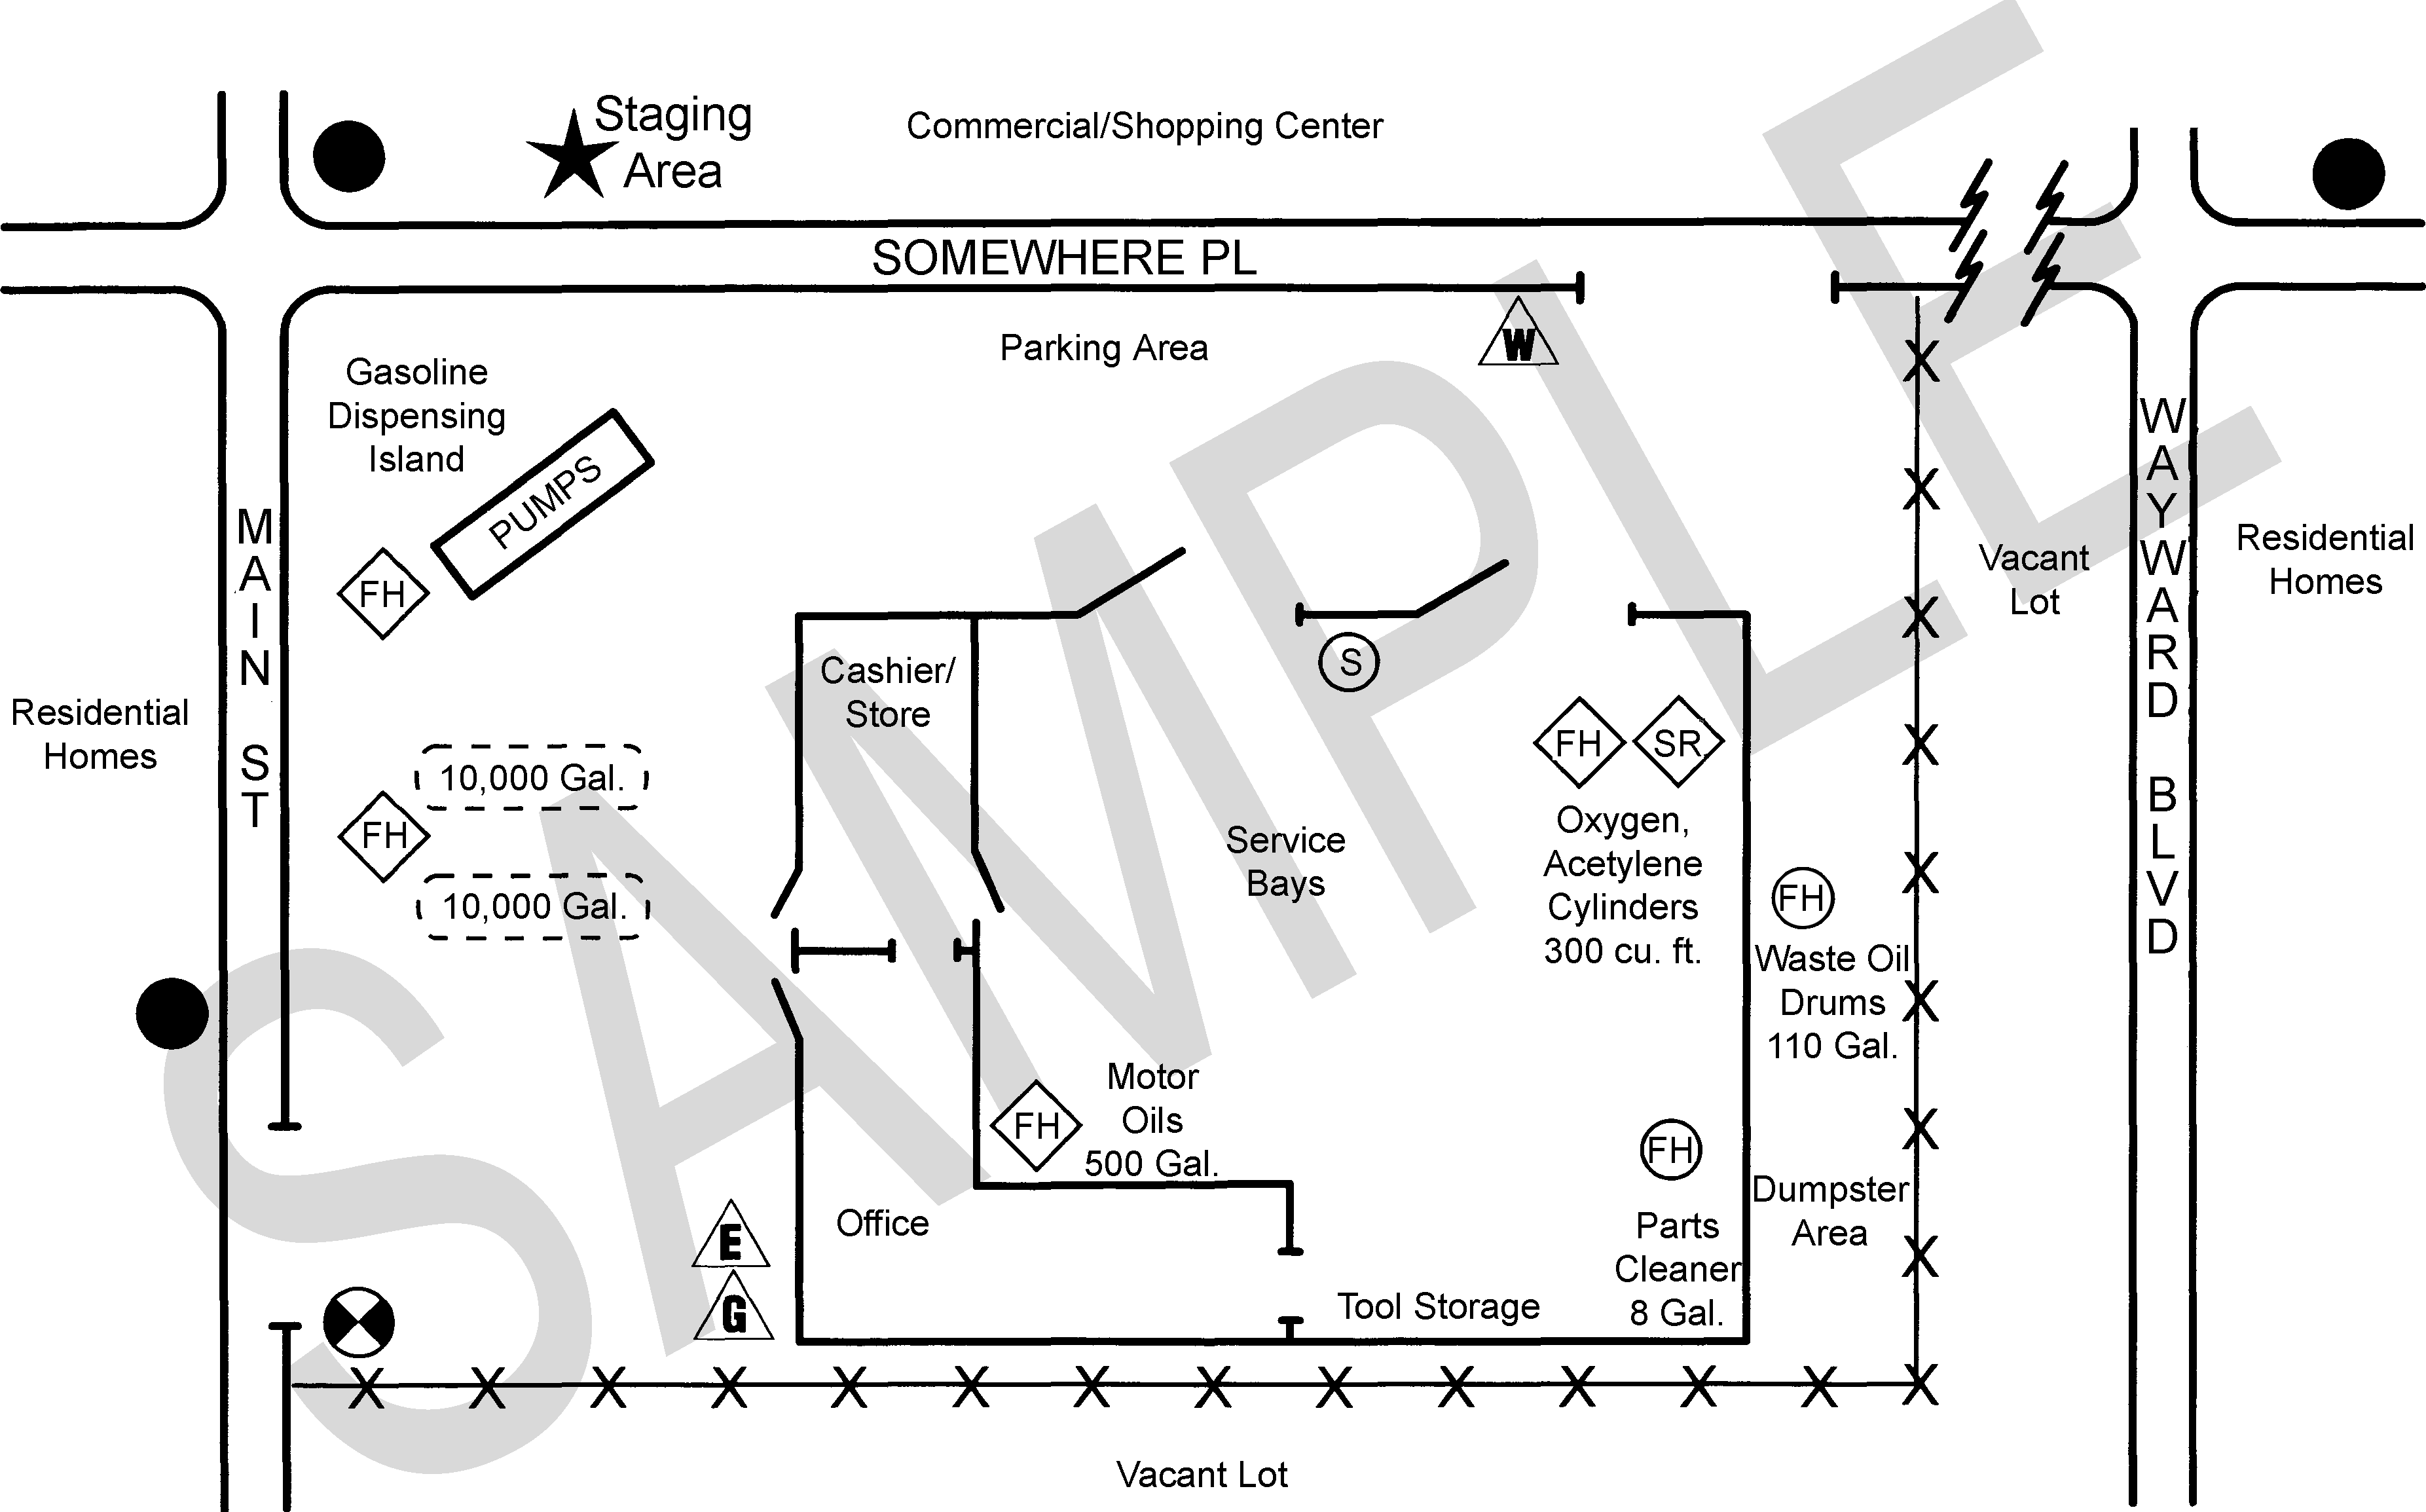 Staging
Area
Commercial/Shopping Center
SOMEWHERE PL
Parking Area
W
Gasoline
Dispensing
Island
PUMPS
FH
MAIN ST
Residential
Homes
10,000 Gal.
FH
10,000 Gal.
Cashier/
Store
S
Service
Bays
FH
SR
Oxygen,
Acetylene
Cylinders
300 cu. ft.
FH
Waste Oil
Drums
110 Gal.
Vacant
Lot
WAYWARD BLVD
Residential
Homes
FH
Motor
Oils
500 Gal.
Office
E
G
FH
Parts
Cleaner
8 Gal.
Dumpster
Area
Tool Storage
Vacant Lot
SAMPLE